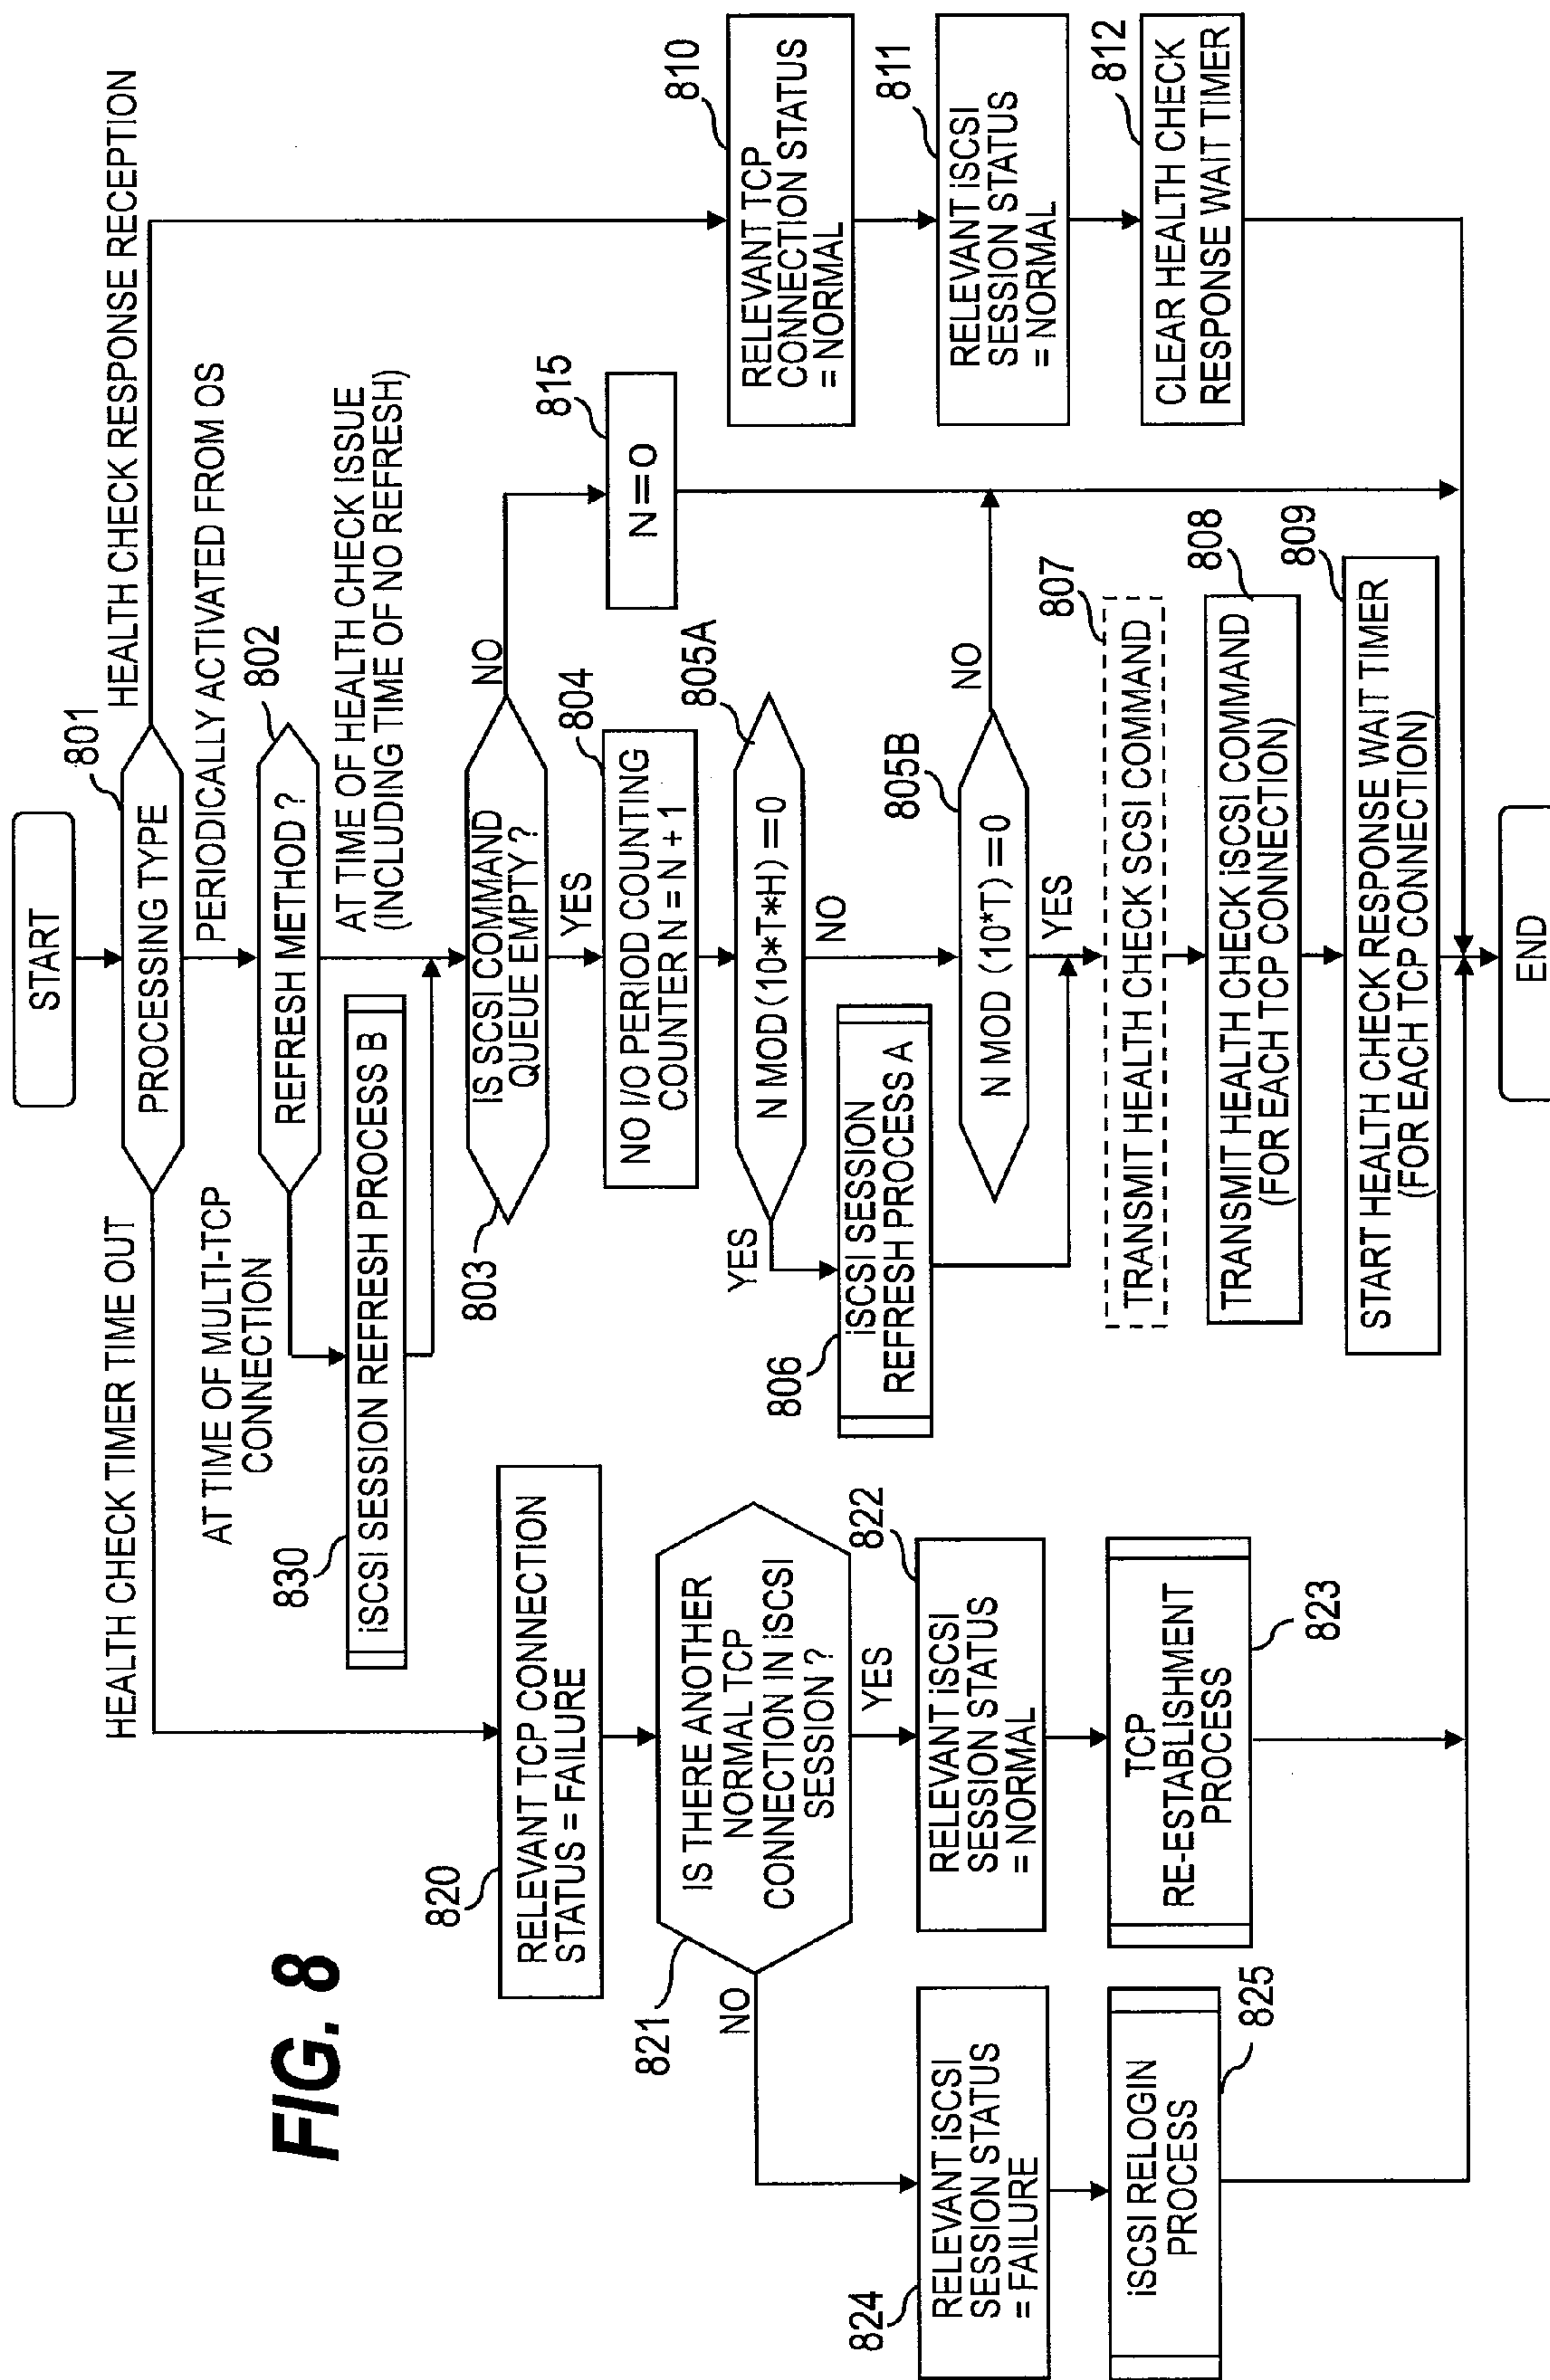 FIG. 8
START
801
PROCESSING TYPE
HEALTH CHECK TIMER TIME OUT
PERIODICALLY ACTIVATED FROM OS
HEALTH CHECK RESPONSE RECEPTION
802
REFRESH METHOD ?
AT TIME OF MULTI-TCP
CONNECTION
AT TIME OF HEALTH CHECK ISSUE
(INCLUDING TIME OF NO REFRESH)
830
iSCSI SESSION REFRESH PROCESS B
803
IS SCSI COMMAND
QUEUE EMPTY ?
NO
YES
815
N=0
804
NO I/O PERIOD COUNTING
COUNTER N = N + 1
805A
N MOD (10*T*H) =0
YES
NO
806
iSCSI SESSION
REFRESH PROCESS A
805B
N MOD (10*T) =0
NO
YES
807
TRANSMIT HEALTH CHECK SCSI COMMAND
808
TRANSMIT HEALTH CHECK iSCSI COMMAND
(FOR EACH TCP CONNECTION)
809
START HEALTH CHECK RESPONSE WAIT TIMER
(FOR EACH TCP CONNECTION)
810
RELEVANT TCP
CONNECTION STATUS
= NORMAL
811
RELEVANT iSCSI
SESSION STATUS
= NORMAL
812
CLEAR HEALTH CHECK
RESPONSE WAIT TIMER
820
RELEVANT TCP CONNECTION
STATUS = FAILURE
821
IS THERE ANOTHER
NORMAL TCP
CONNECTION IN iSCSI
SESSION ?
NO
YES
822
RELEVANT iSCSI
SESSION STATUS
= NORMAL
823
TCP
RE-ESTABLISHMENT
PROCESS
824
RELEVANT iSCSI
SESSION STATUS
= FAILURE
825
iSCSI RELOGIN
PROCESS
END